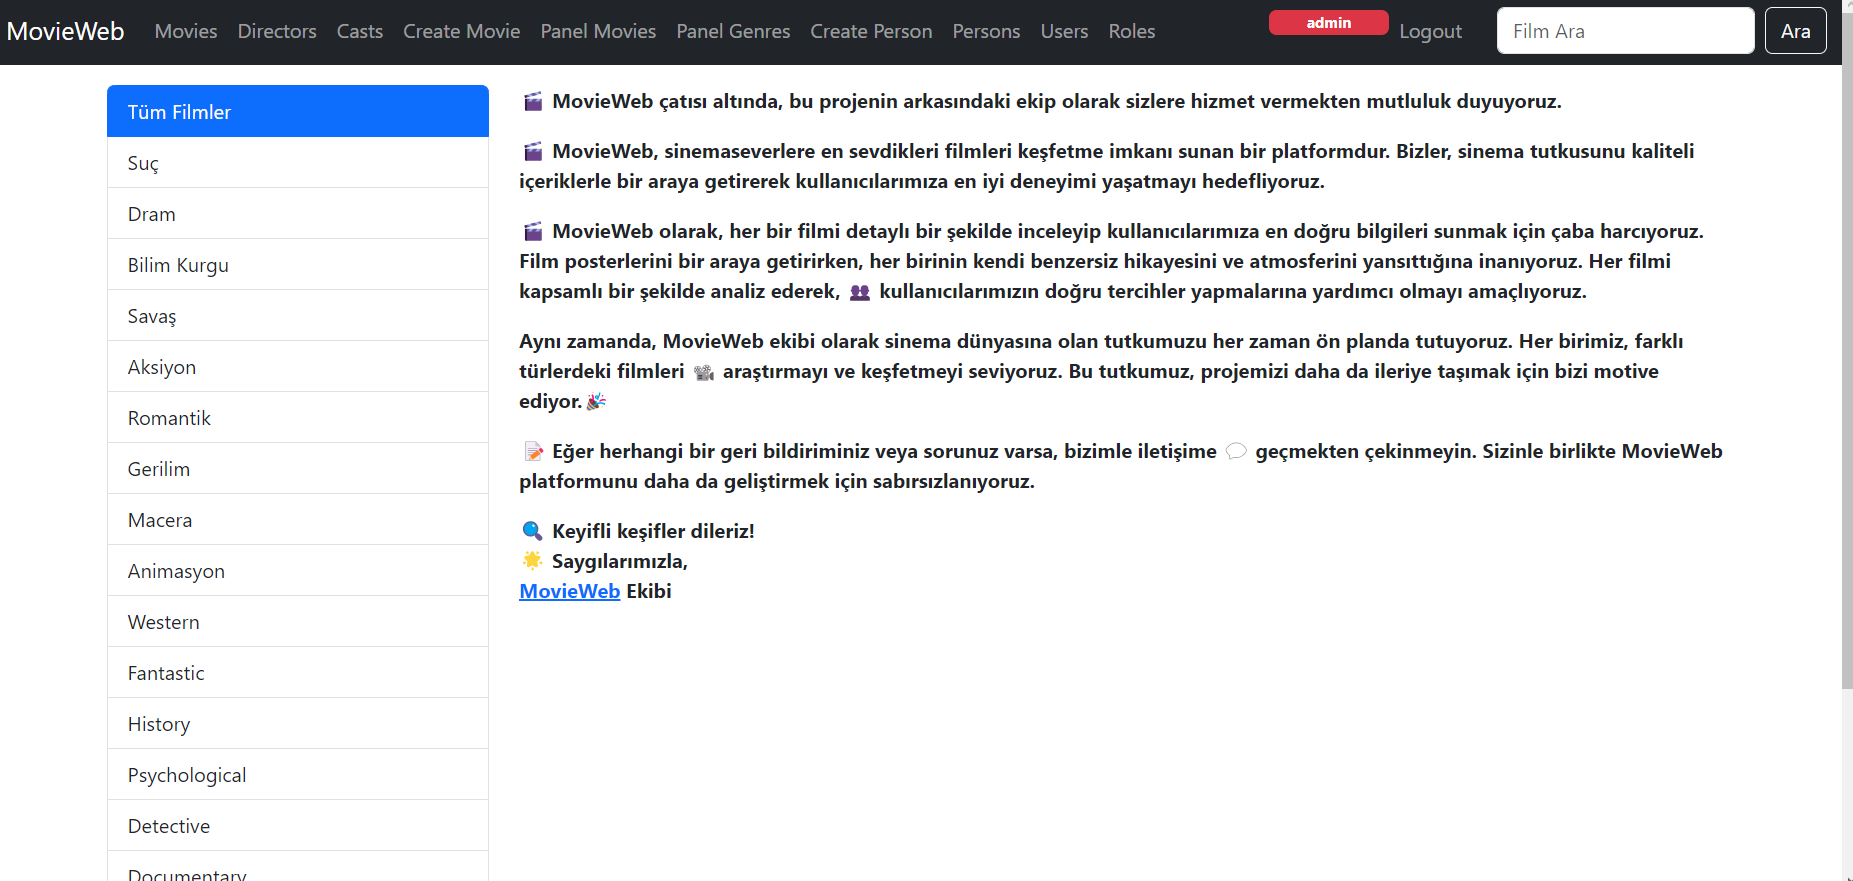 MovieWeb Movies Directors Casts Create Movie Panel Movies Panel Genres Create Person Persons Users Roles admin Logout Film Ara Ara
Tüm Filmler
Suç
Dram
Bilim Kurgu
Savaş
Aksiyon
Romantik
Gerilim
Macera
Animasyon
Western
Fantastic
History
Psychological
Detective
Documentary
🎬 MovieWeb çatısı altında, bu projenin arkasındaki ekip olarak sizlere hizmet vermekten mutluluk duyuyoruz.
🎬 MovieWeb, sinemaseverlere en sevdikleri filmleri keşfetme imkanı sunan bir platformdur. Bizler, sinema tutkusunu kaliteli
içeriklerle bir araya getirerek kullanıcılarımıza en iyi deneyimi yaşatmayı hedefliyoruz.
🎬 MovieWeb olarak, her bir filmi detaylı bir şekilde inceleyip kullanıcılarımıza en doğru bilgileri sunmak için çaba harcıyoruz.
Film posterlerini bir araya getirirken, her birinin kendi benzersiz hikayesini ve atmosferini yansıttığına inanıyoruz. Her filmi
kapsamlı bir şekilde analiz ederek, 👥 kullanıcılarımızın doğru tercihler yapmalarına yardımcı olmayı amaçlıyoruz.
Aynı zamanda, MovieWeb ekibi olarak sinema dünyasına olan tutkumuzu her zaman ön planda tutuyoruz. Her birimiz, farklı
türlerdeki filmleri 📽 araştırmayı ve keşfetmeyi seviyoruz. Bu tutkumuz, projemizi daha da ileriye taşımak için bizi motive
ediyor.🎉
📝 Eğer herhangi bir geri bildiriminiz veya sorunuz varsa, bizimle iletişime 💬 geçmekten çekinmeyin. Sizinle birlikte MovieWeb
platformunu daha da geliştirmek için sabırsızlanıyoruz.
🔍 Keyifli keşifler dileriz!
🌟 Saygılarımızla,
MovieWeb Ekibi